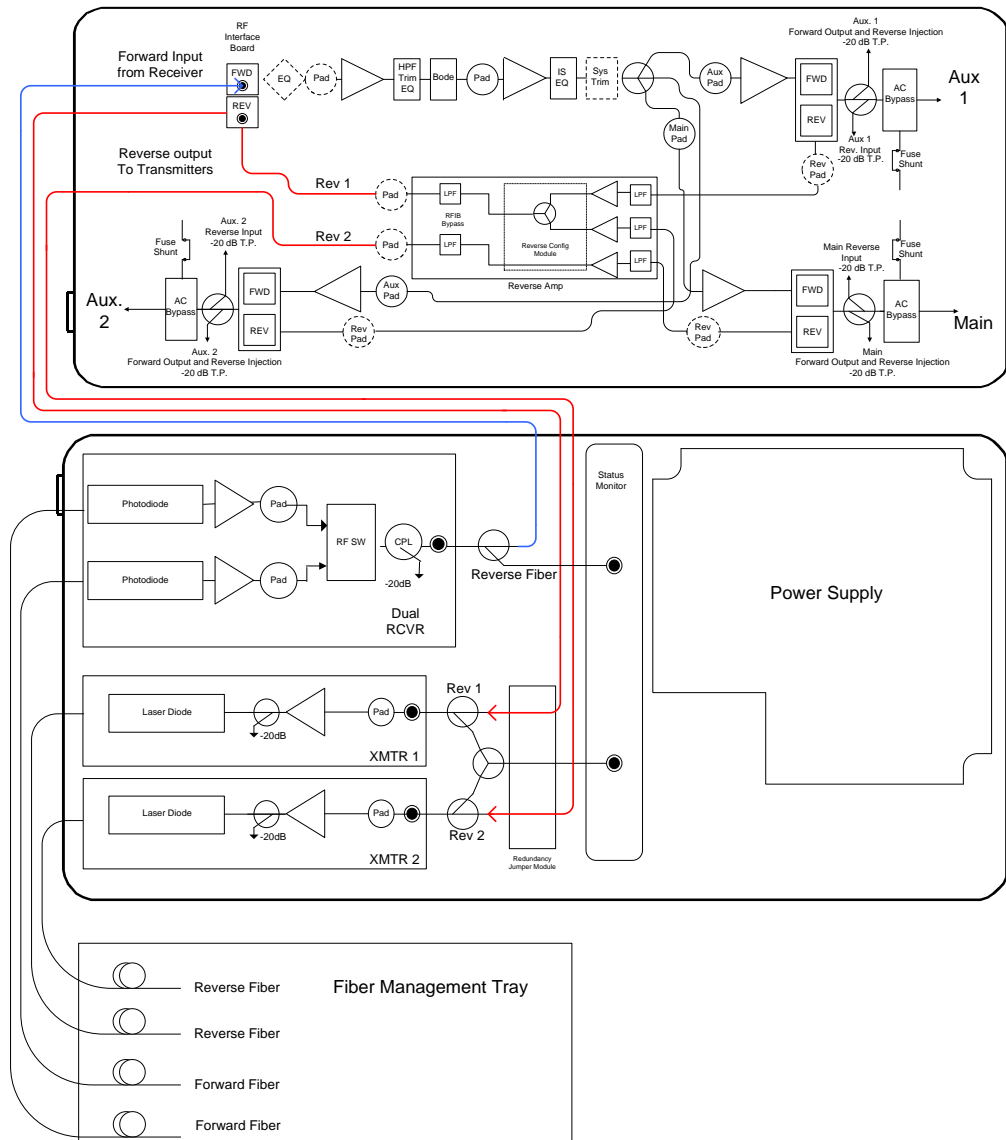 RF
Interface
Board
Forward Input
from Receiver
FWD
REV
EQ
Pad
HPF
Trim
EQ
Bode
Pad
IS
EQ
Sys
Trim
Aux
Pad
FWD
REV
Aux. 1
Forward Output and Reverse Injection
-20 dB T.P.
AC
Bypass
Aux
1
Aux 1
Rev. Input
-20 dB T.P.
Fuse
Shunt
Main
Pad
Rev
Pad
Reverse output
To Transmitters
Rev 1
Pad
LPF
RFIB
Bypass
Reverse Config
Module
LPF
LPF
Rev 2
Pad
LPF
LPF
Reverse Amp
Aux. 2
Reverse Input
-20 dB T.P.
Fuse
Shunt
Aux.
2
AC
Bypass
FWD
REV
Aux
Pad
Rev
Pad
Aux. 2
Forward Output and Reverse Injection
-20 dB T.P.
Main Reverse
Input
-20 dB T.P.
Fuse
Shunt
FWD
REV
Rev
Pad
AC
Bypass
Main
Main
Forward Output and Reverse Injection
-20 dB T.P.
Photodiode
Pad
RF SW
CPL
-20dB
Photodiode
Pad
Dual
RCVR
Reverse Fiber
Status
Monitor
Power Supply
Laser Diode
-20dB
Pad
XMTR 1
Rev 1
Laser Diode
-20dB
Pad
XMTR 2
Rev 2
Redundancy
Jumper Module
Fiber Management Tray
Reverse Fiber
Reverse Fiber
Forward Fiber
Forward Fiber